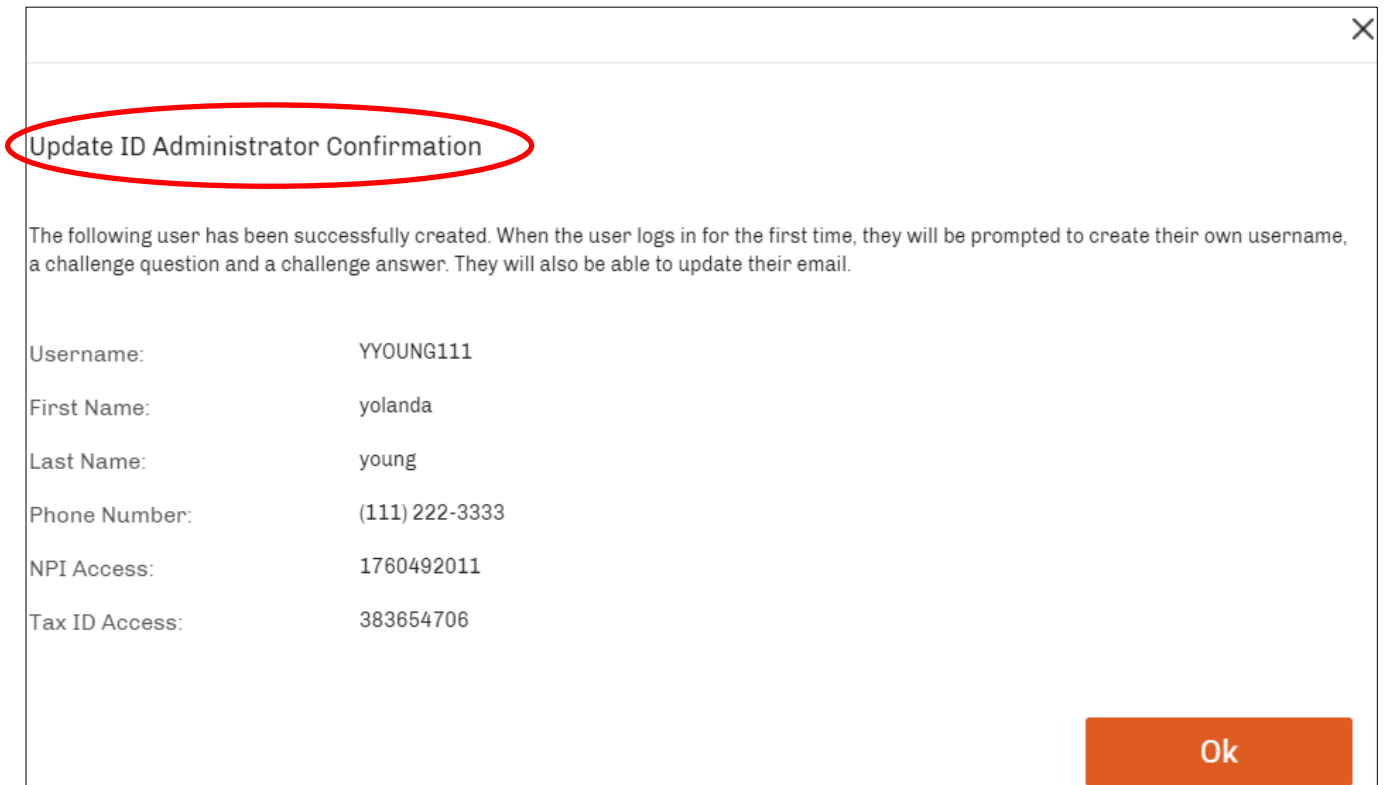 Update ID Administrator Confirmation
The following user has been successfully created. When the user logs in for the first time, they will be prompted to create their own username,
a challenge question and a challenge answer. They will also be able to update their email.
Username: YYOUNG111
First Name: yolanda
Last Name: young
Phone Number: (111) 222-3333
NPI Access: 1760492011
Tax ID Access: 383654706
Ok